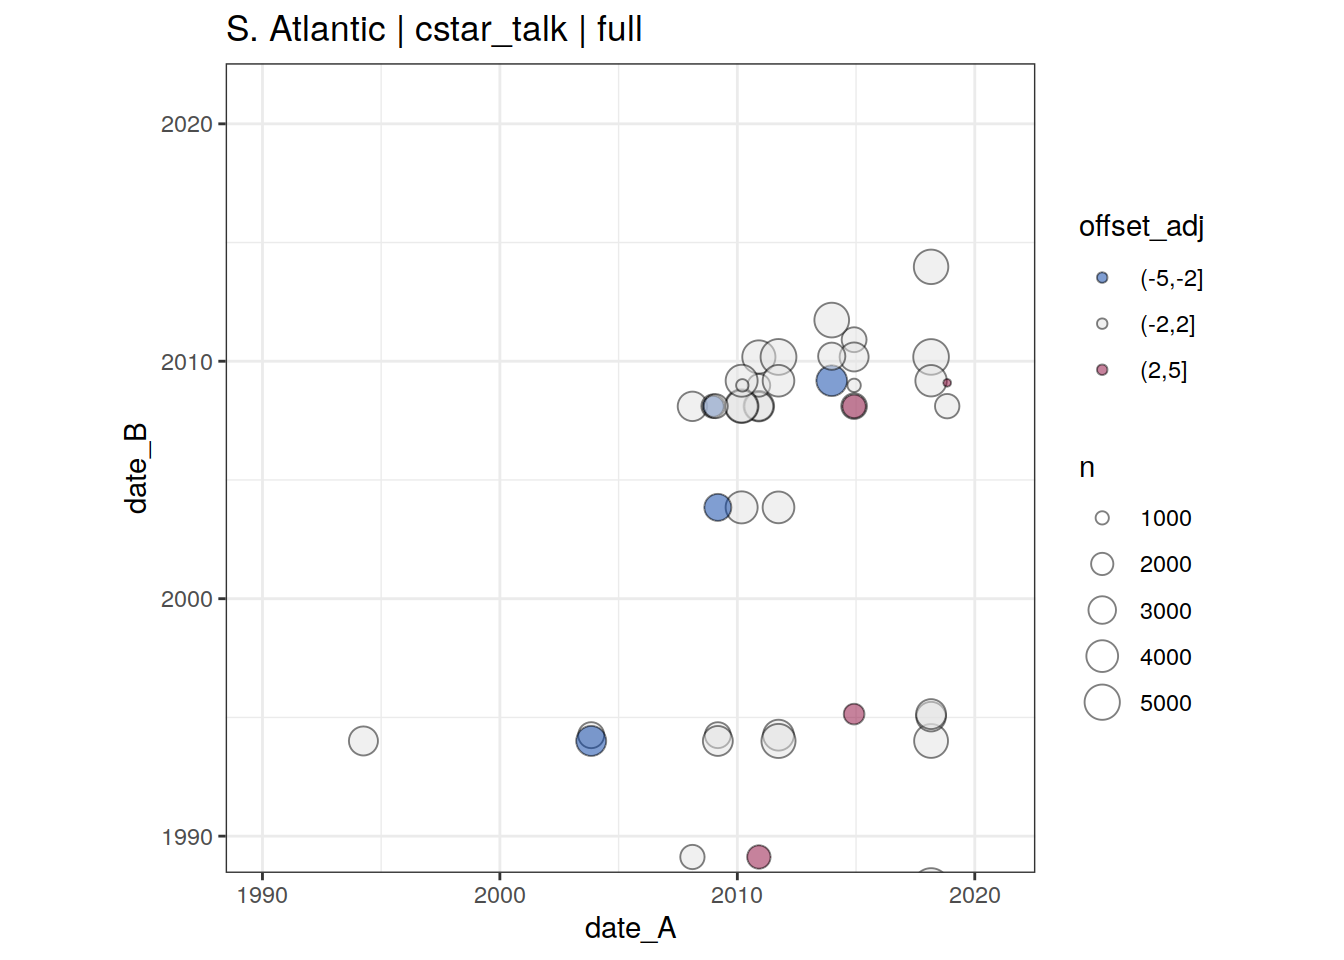 S. Atlantic | cstar_talk | full
2020
2010
2000
1990
date_B
1990 2000 2010 2020
date_A
offset_adj
(-5,-2]
(-2,2]
(2,5]
n
1000
2000
3000
4000
5000